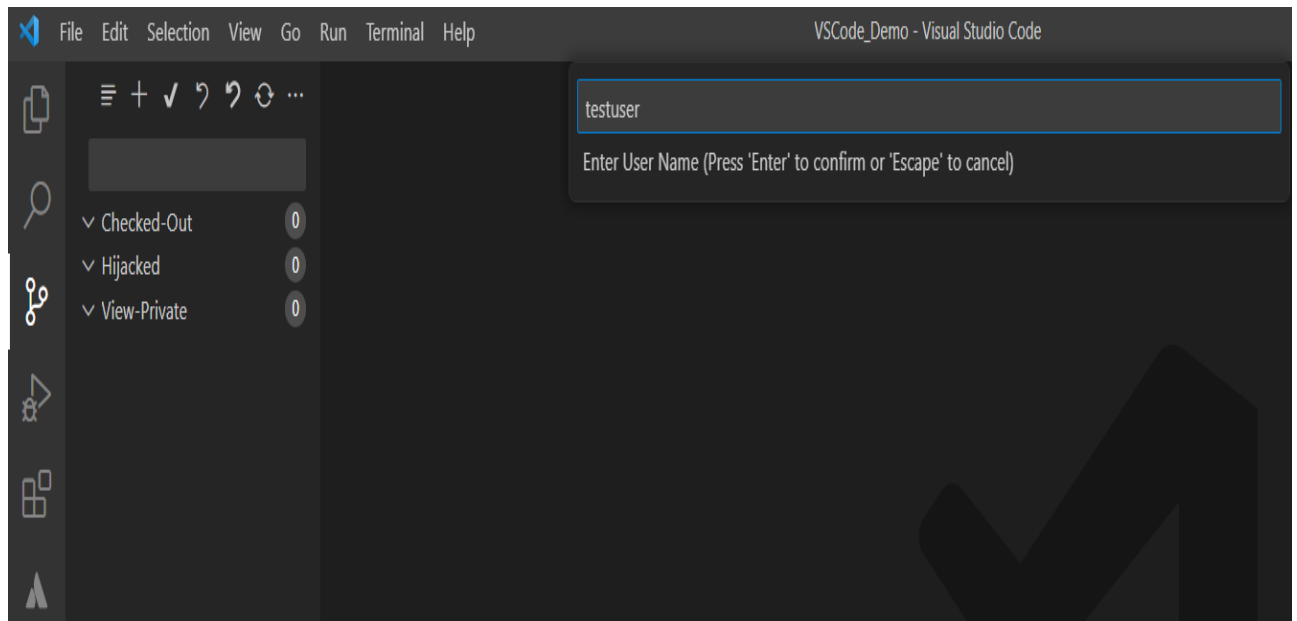 File Edit Selection View Go Run Terminal Help
VSCode_Demo - Visual Studio Code
testuser
Enter User Name (Press 'Enter' to confirm or 'Escape' to cancel)
Checked-Out 0
Hijacked 0
View-Private 0